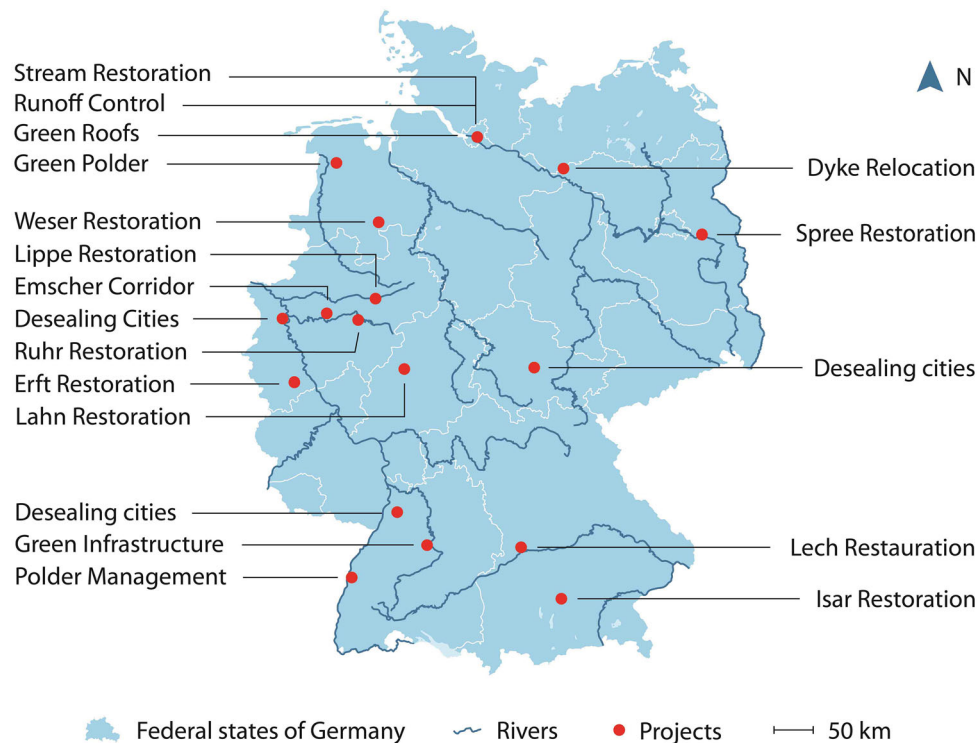 Stream Restoration
Runoff Control
Green Roofs
Green Polder
Weser Restoration
Lippe Restoration
Emscher Corridor
Desealing Cities
Ruhr Restoration
Erft Restoration
Lahn Restoration
Desealing cities
Green Infrastructure
Polder Management
N
Dyke Relocation
Spree Restoration
Desealing cities
Lech Restauration
Isar Restoration
Federal states of Germany
Rivers
Projects
50 km